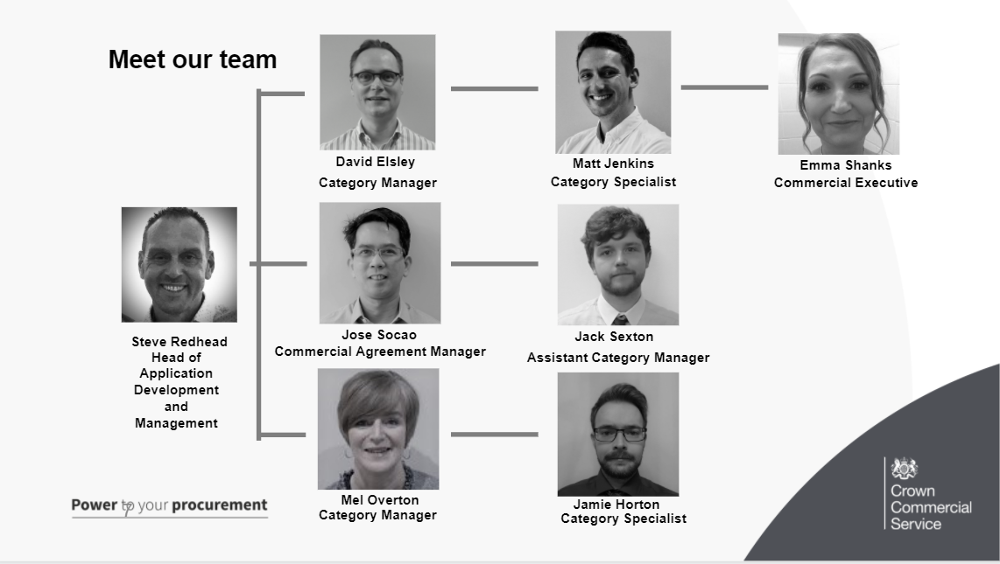 Meet our team
David Elsley
Category Manager
Matt Jenkins
Category Specialist
Emma Shanks
Commercial Executive
Steve Redhead
Head of
Application
Development
and
Management
Jose Socao
Commercial Agreement Manager
Jack Sexton
Assistant Category Manager
Mel Overton
Category Manager
Jamie Horton
Category Specialist
Power to your procurement
Crown
Commercial
Service